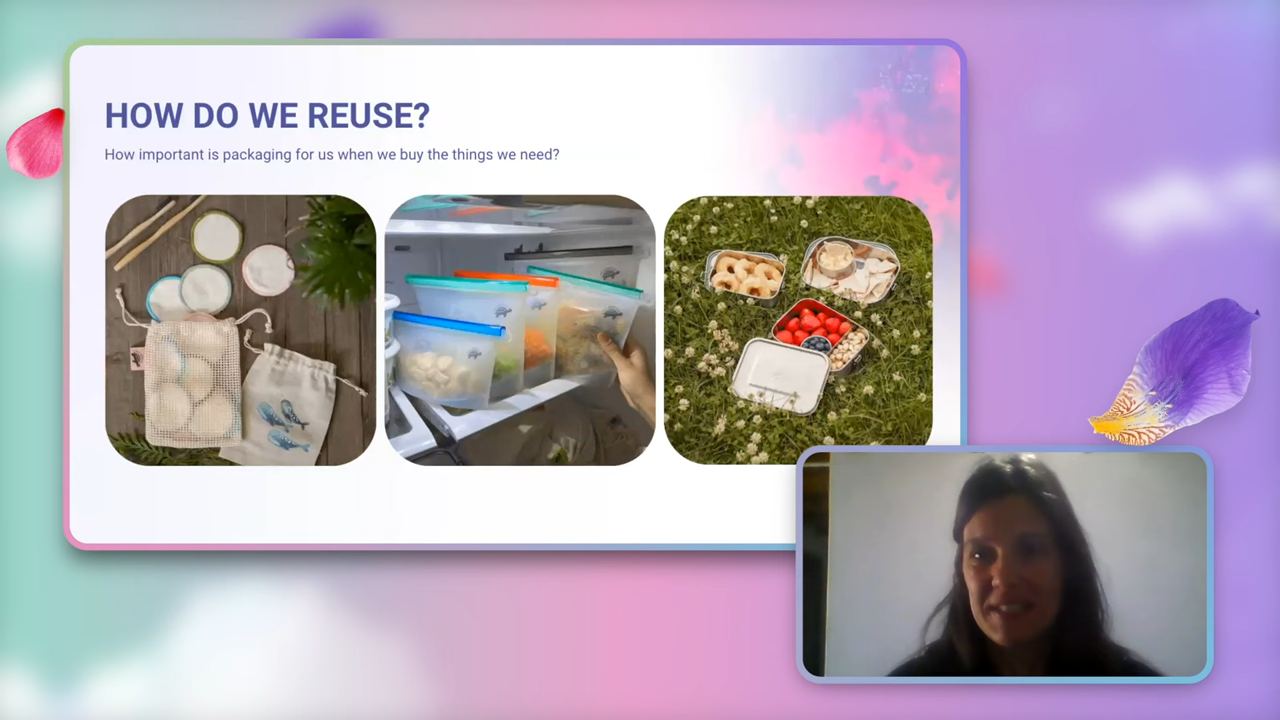 HOW DO WE REUSE?
How important is packaging for us when we buy the things we need?